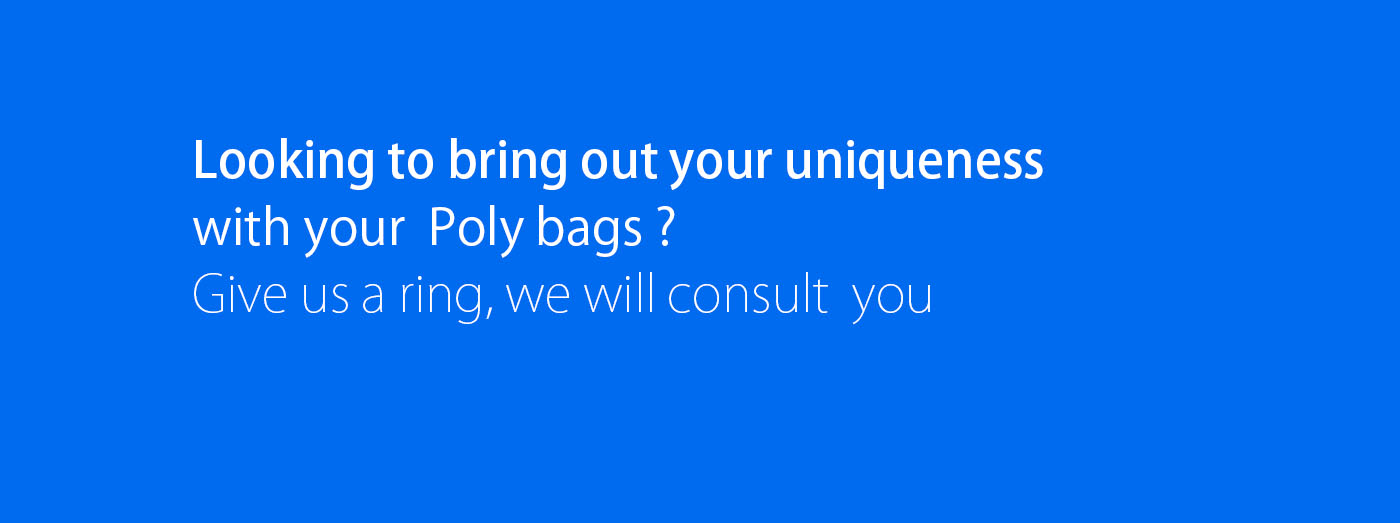 Looking to bring out your uniqueness
with your  Poly bags ?
Give us a ring, we will consult  you